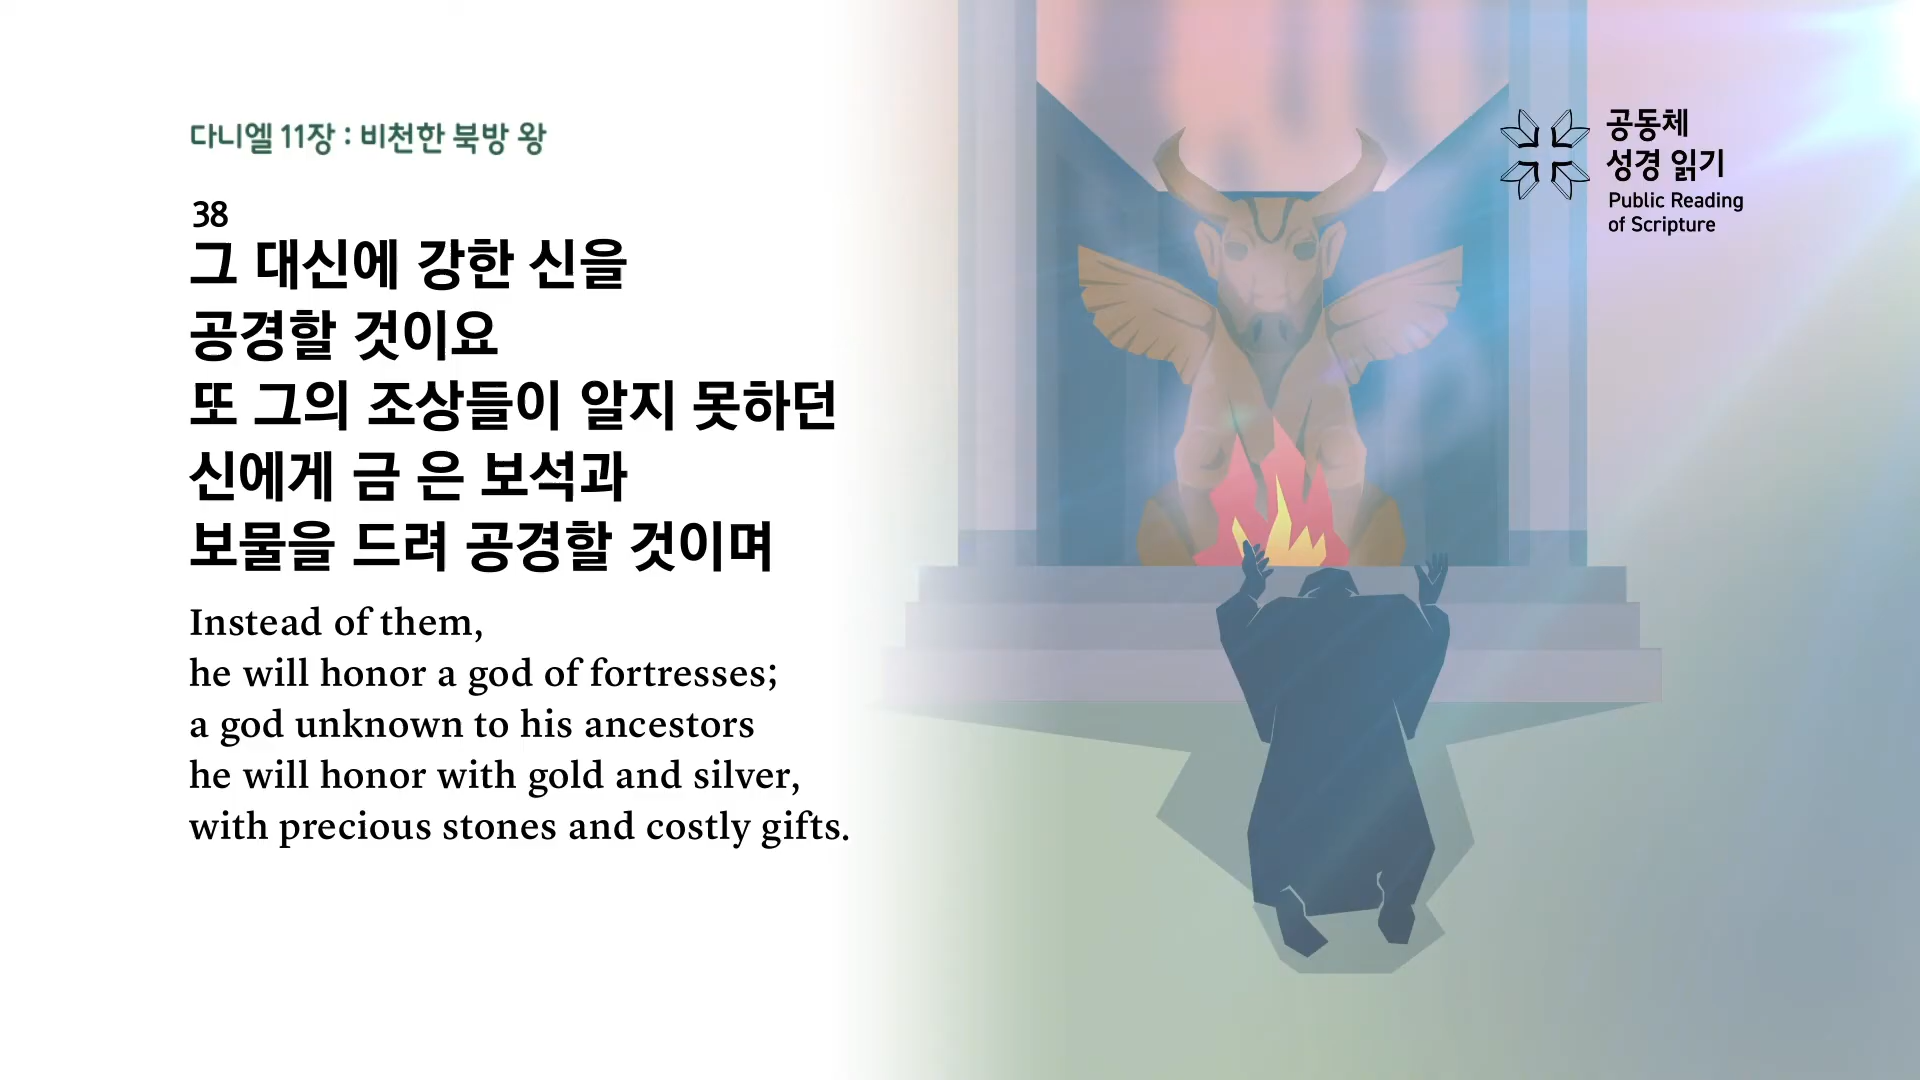 다니엘 11장 : 비천한 북방 왕
38
그 대신에 강한 신을
공경할 것이요
또 그의 조상들이 알지 못하던
신에게 금 은 보석과
보물을 드려 공경할 것이며
Instead of them,
he will honor a god of fortresses;
a god unknown to his ancestors
he will honor with gold and silver,
with precious stones and costly gifts.
공동체
성경 읽기
Public Reading
of Scripture